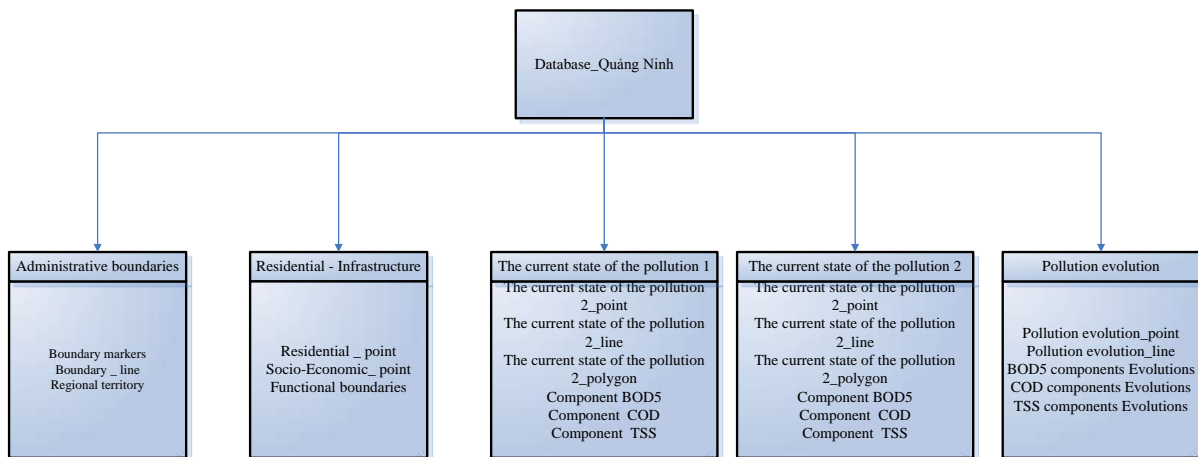 Database_Quảng Ninh
Administrative boundaries
Boundary markers
Boundary _ line
Regional territory
Residential - Infrastructure
Residential _ point
Socio-Economic_ point
Functional boundaries
The current state of the pollution 1
The current state of the pollution
2_point
The current state of the pollution
2_line
The current state of the pollution
2_polygon
Component BOD5
Component COD
Component TSS
The current state of the pollution 2
The current state of the pollution
2_point
The current state of the pollution
2_line
The current state of the pollution
2_polygon
Component BOD5
Component COD
Component TSS
Pollution evolution
Pollution evolution_point
Pollution evolution_line
BOD5 components Evolutions
COD components Evolutions
TSS components Evolutions